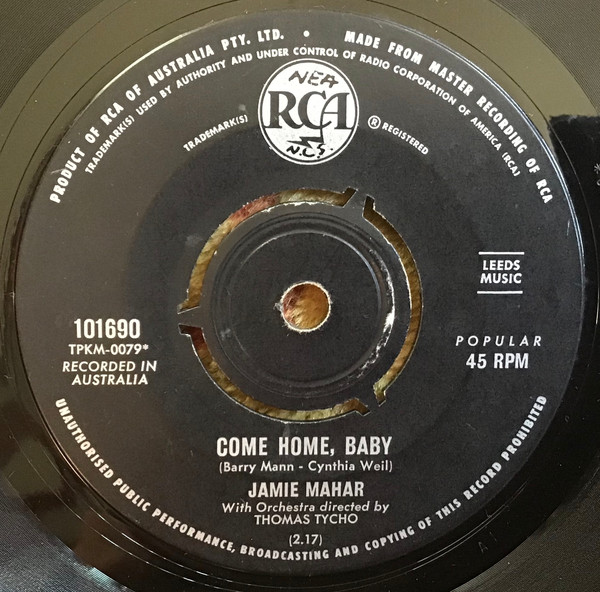 PRODUCT OF RCA OF AUSTRALIA PTY. LTD. • MADE FROM MASTER RECORDING OF RCA
TRADEMARK(S) USED BY AUTHORITY AND UNDER CONTROL OF RADIO CORPORATION OF AMERICA (RCA)
NEA
RCA
N.L.S.
TRADEMARK(S) ® REGISTERED
LEEDS
MUSIC
101690
TPKM-0079*
RECORDED IN
AUSTRALIA
POPULAR
45 RPM
COME HOME, BABY
(Barry Mann - Cynthia Weil)
JAMIE MAHAR
With Orchestra directed by
THOMAS TYCHO
(2.17)
UNAUTHORISED PUBLIC PERFORMANCE, BROADCASTING AND COPYING OF THIS RECORD PROHIBITED